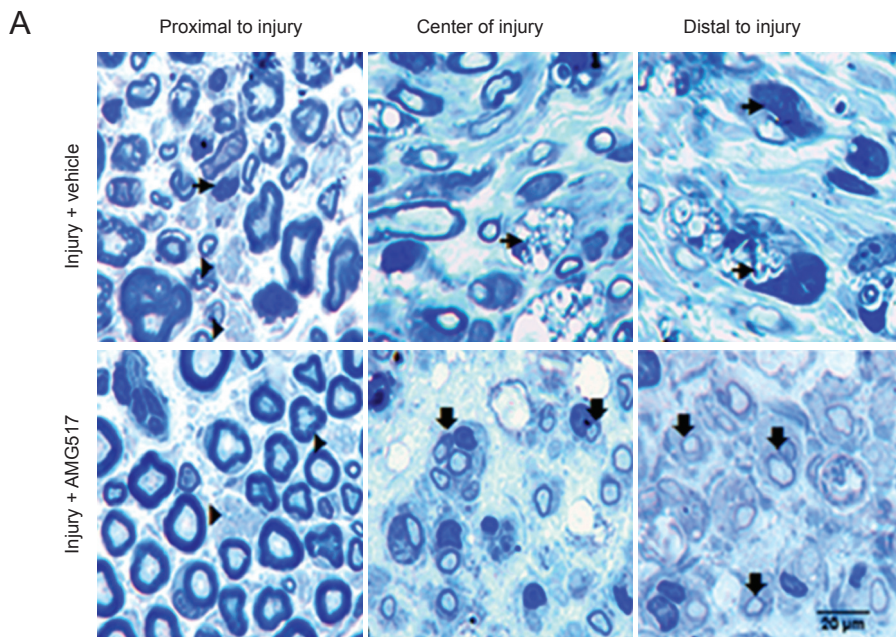 A
Proximal to injury
Center of injury
Distal to injury
Injury + vehicle
Injury + AMG517
20 µm